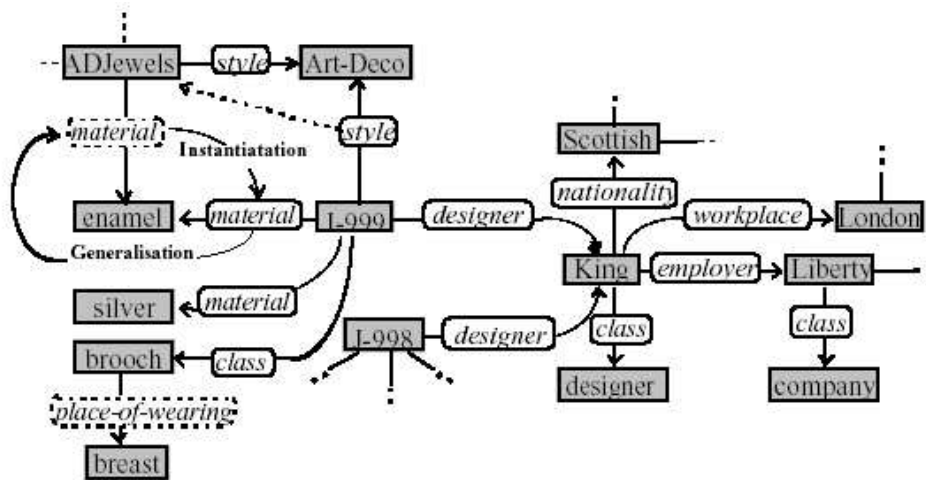 ADJewels style Art-Deco
material
Instantiatation
style
Scottish
nationality
enamel material J-999 designer workplace London
Generalisation
King employer Liberty
silver material
J-998 designer class class
brooch class
designer company
place-of-wearing
breast